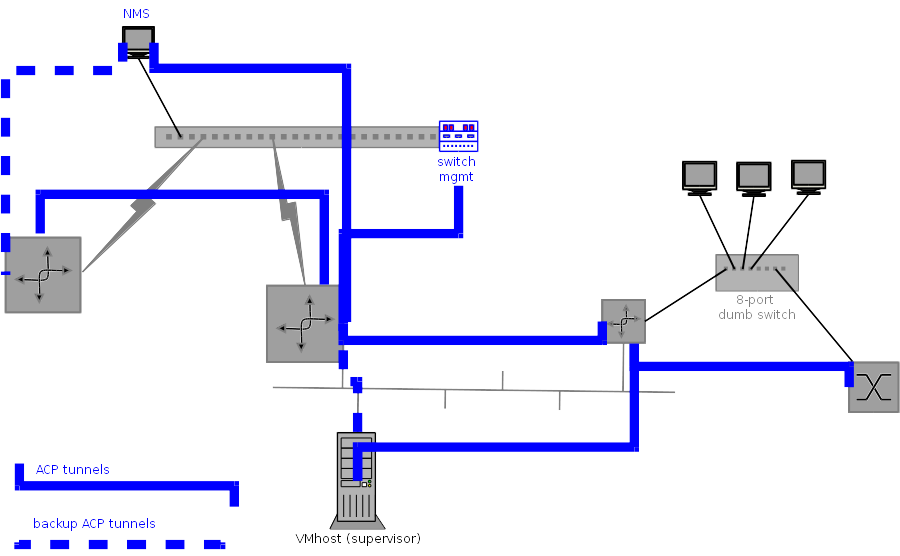 NMS
switch
mgmt
8-port
dumb switch
ACP tunnels
backup ACP tunnels
VMhost (supervisor)